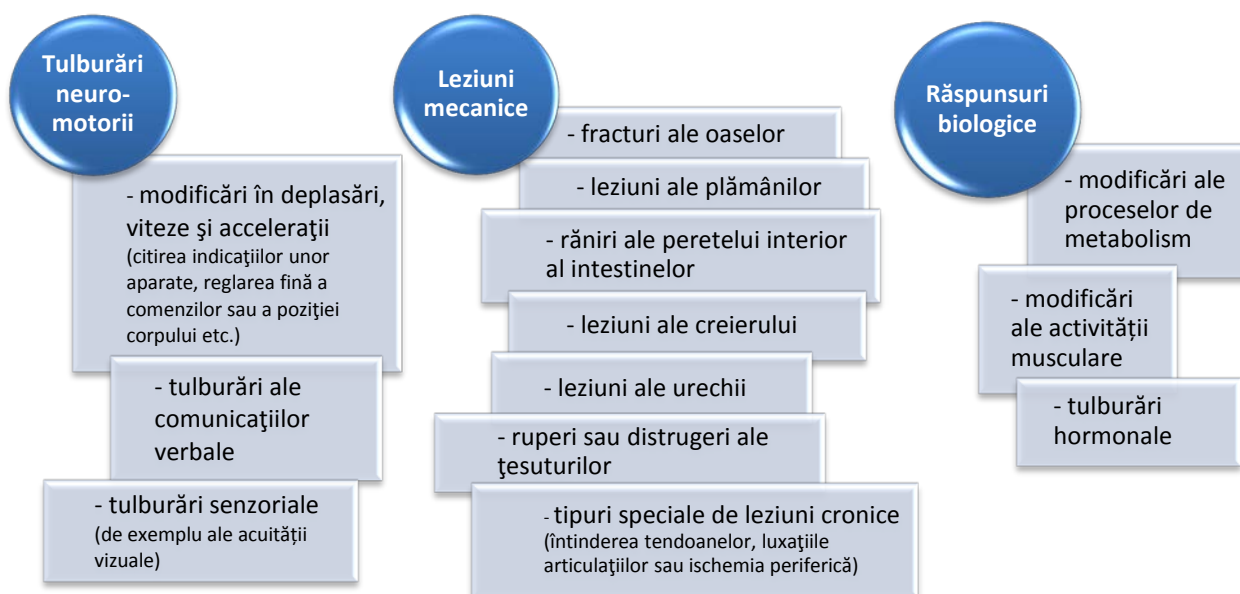 Tulburări
neuro-
motorii
- modificări în deplasări,
viteze şi acceleraţii
(citirea indicaţiilor unor
aparate, reglarea fină a
comenzilor sau a poziţiei
corpului etc.)
- tulburări ale
comunicaţiilor
verbale
- tulburări senzoriale
(de exemplu ale acuității
vizuale)
Leziuni
mecanice
- fracturi ale oaselor
- leziuni ale plămânilor
- răniri ale peretelui interior
al intestinelor
- leziuni ale creierului
- leziuni ale urechii
- ruperi sau distrugeri ale
ţesuturilor
- tipuri speciale de leziuni cronice
(întinderea tendoanelor, luxaţiile
articulaţiilor sau ischemia periferică)
Răspunsuri
biologice
- modificări ale
proceselor de
metabolism
- modificări
ale activității
musculare
- tulburări
hormonale